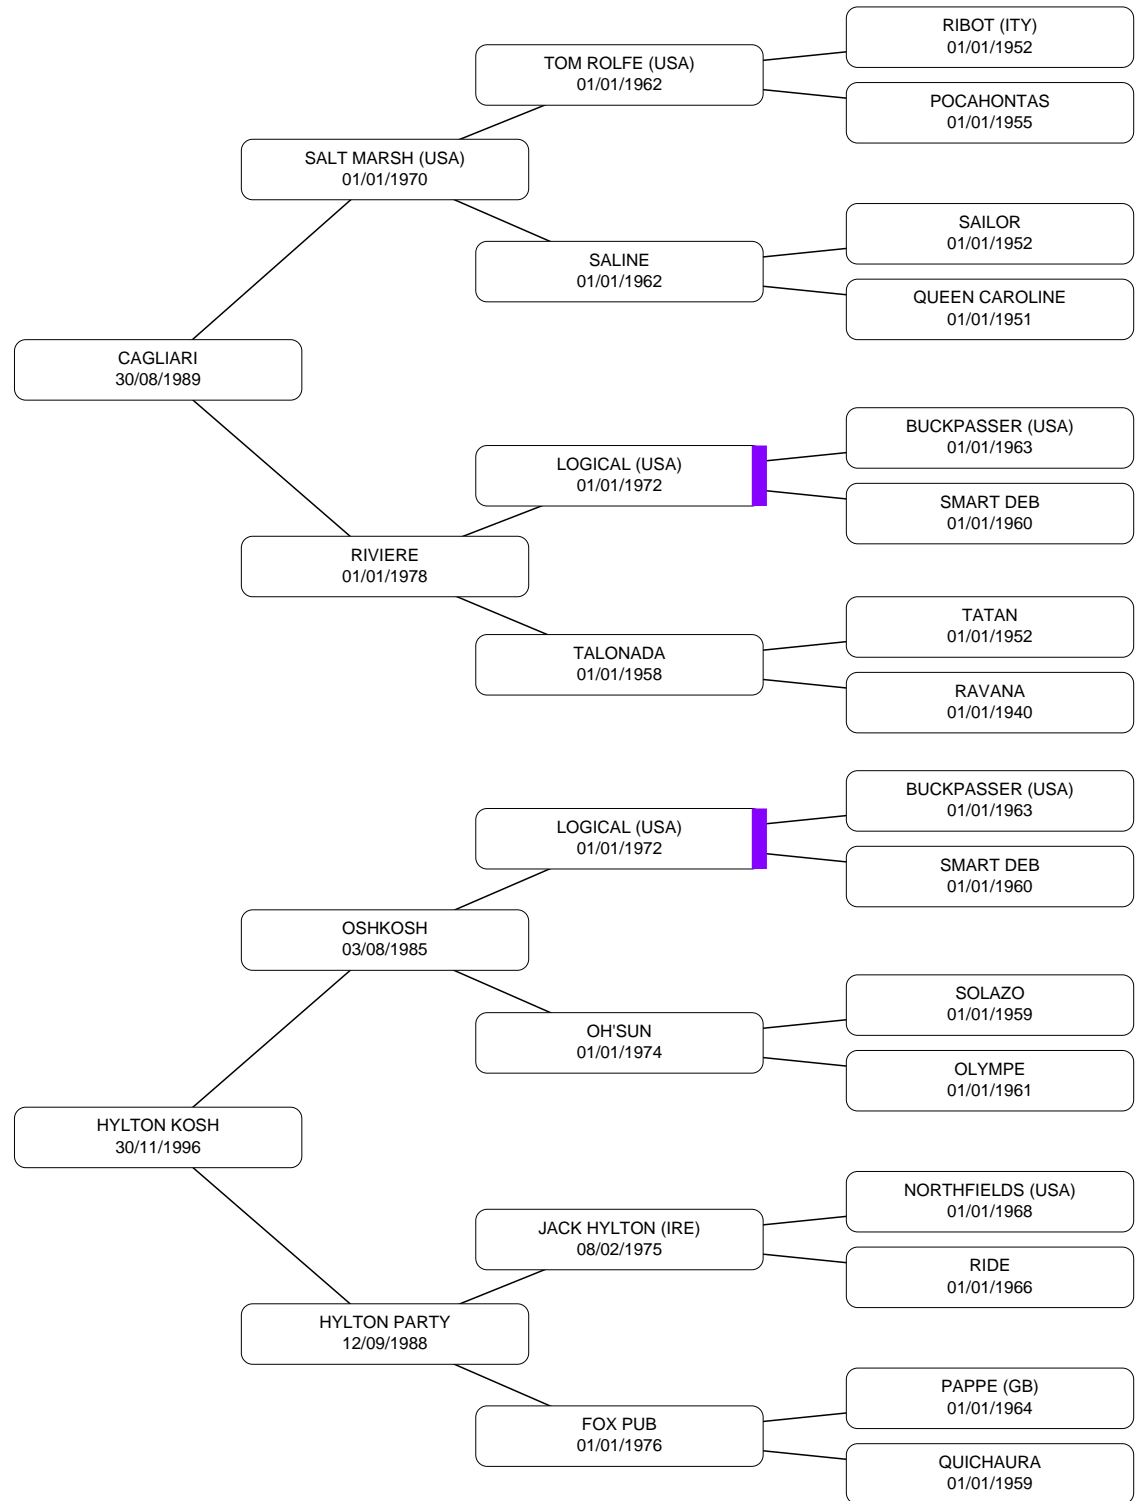 RIBOT (ITY)
01/01/1952
TOM ROLFE (USA)
01/01/1962
POCAHONTAS
01/01/1955
SALT MARSH (USA)
01/01/1970
SAILOR
01/01/1952
SALINE
01/01/1962
QUEEN CAROLINE
01/01/1951
CAGLIARI
30/08/1989
BUCKPASSER (USA)
01/01/1963
LOGICAL (USA)
01/01/1972
SMART DEB
01/01/1960
RIVIERE
01/01/1978
TATAN
01/01/1952
TALONADA
01/01/1958
RAVANA
01/01/1940
BUCKPASSER (USA)
01/01/1963
LOGICAL (USA)
01/01/1972
SMART DEB
01/01/1960
OSHKOSH
03/08/1985
SOLAZO
01/01/1959
OH'SUN
01/01/1974
OLYMPE
01/01/1961
HYLTON KOSH
30/11/1996
NORTHFIELDS (USA)
01/01/1968
JACK HYLTON (IRE)
08/02/1975
RIDE
01/01/1966
HYLTON PARTY
12/09/1988
PAPPE (GB)
01/01/1964
FOX PUB
01/01/1976
QUICHAURA
01/01/1959